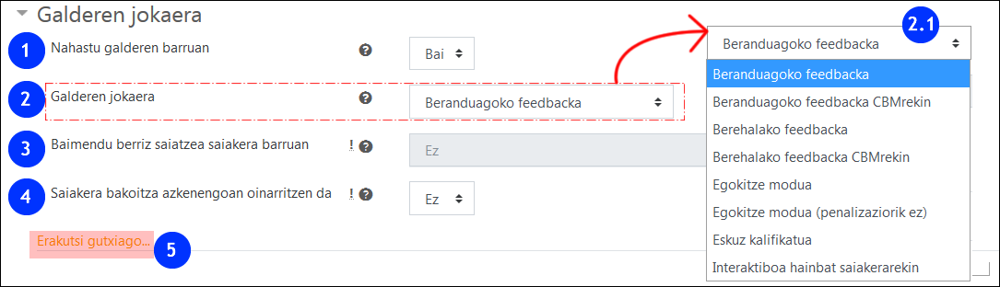 Galderen jokaera
1 Nahastu galderen barruan ? Bai
2 Galderen jokaera ? Beranduagoko feedbacka
3 Baimendu berriz saiatzea saiakera barruan ! ? Ez
4 Saiakera bakoitza azkenengoan oinarritzen da ! ? Ez
Erakutsi gutxiago... 5
2.1
Beranduagoko feedbacka
Beranduagoko feedbacka
Beranduagoko feedbacka CBMrekin
Berehalako feedbacka
Berehalako feedbacka CBMrekin
Egokitze modua
Egokitze modua (penalizaziorik ez)
Eskuz kalifikatua
Interaktiboa hainbat saiakerarekin